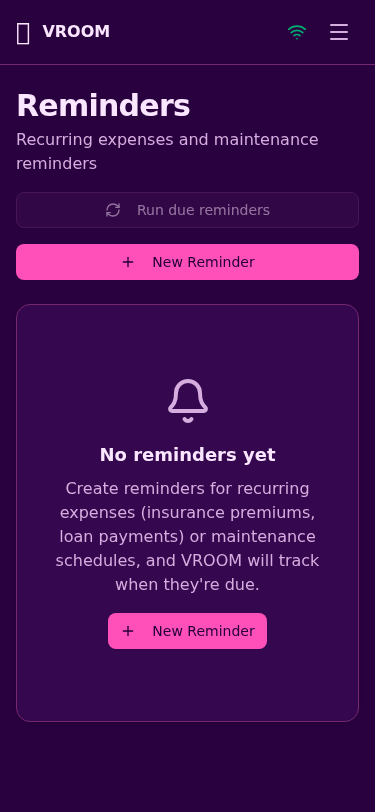 VROOM
Reminders
Recurring expenses and maintenance
reminders
Run due reminders
New Reminder
No reminders yet
Create reminders for recurring
expenses (insurance premiums,
loan payments) or maintenance
schedules, and VROOM will track
when they're due.
New Reminder